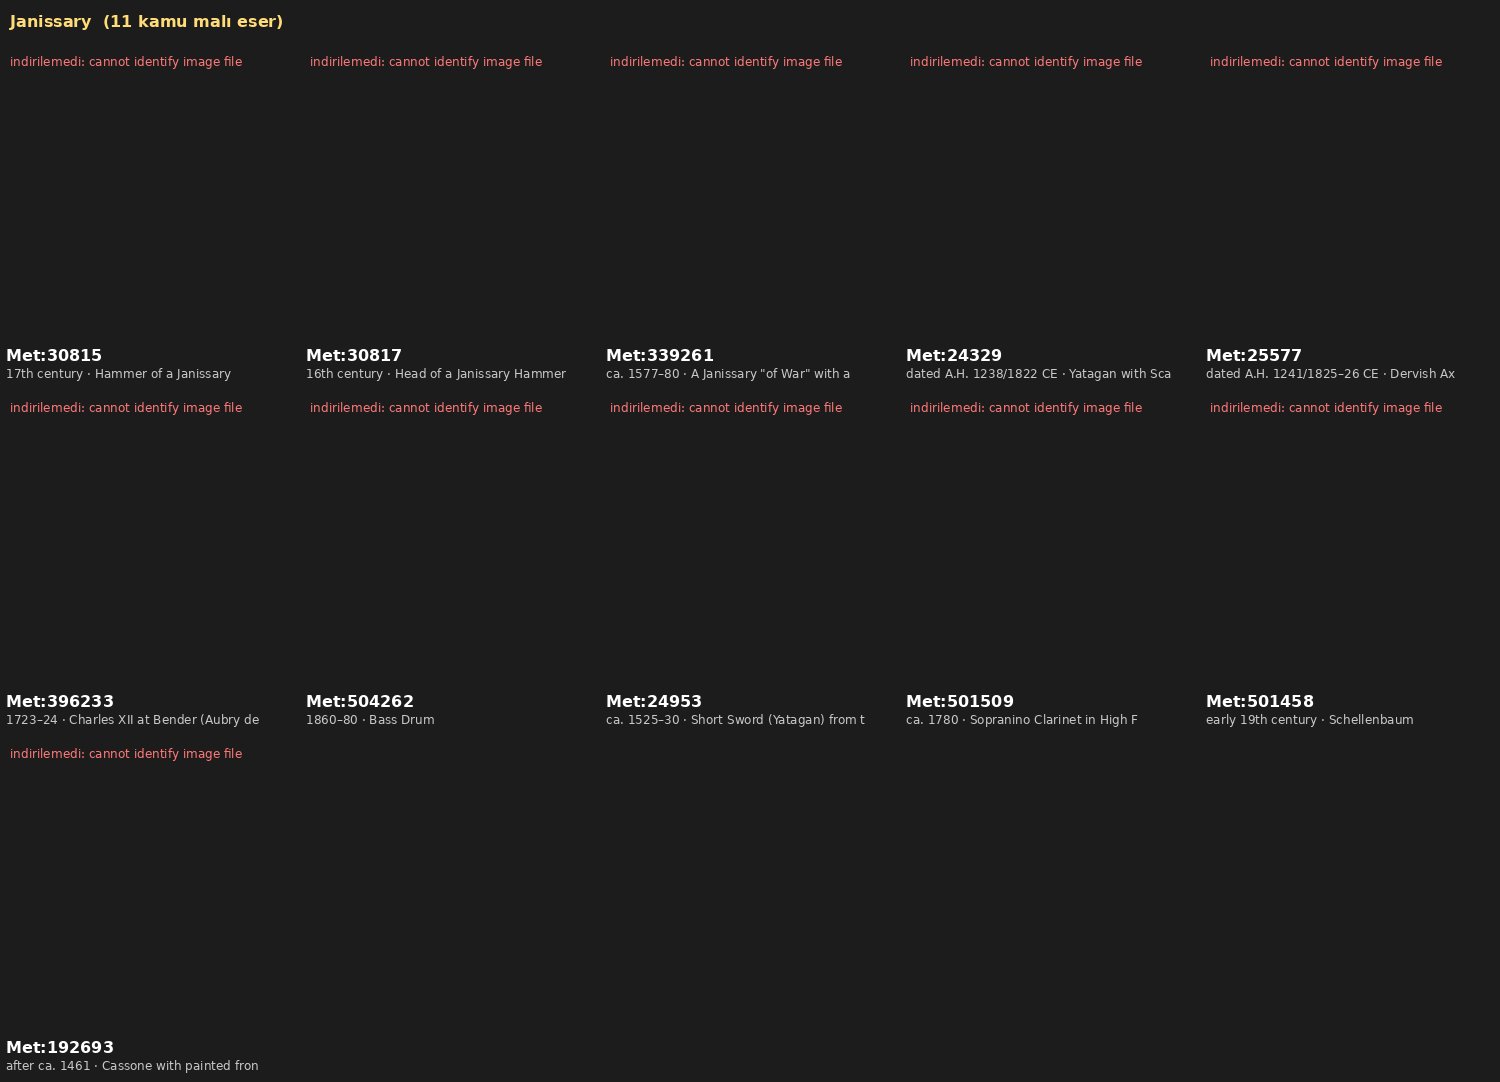 Janissary (11 kamu malı eser)
indirilemedi: cannot identify image file
indirilemedi: cannot identify image file
indirilemedi: cannot identify image file
indirilemedi: cannot identify image file
indirilemedi: cannot identify image file
Met:30815
17th century · Hammer of a Janissary
Met:30817
16th century · Head of a Janissary Hammer
Met:339261
ca. 1577–80 · A Janissary "of War" with a
Met:24329
dated A.H. 1238/1822 CE · Yatagan with Sca
Met:25577
dated A.H. 1241/1825–26 CE · Dervish Ax
indirilemedi: cannot identify image file
indirilemedi: cannot identify image file
indirilemedi: cannot identify image file
indirilemedi: cannot identify image file
indirilemedi: cannot identify image file
Met:396233
1723–24 · Charles XII at Bender (Aubry de
Met:504262
1860–80 · Bass Drum
Met:24953
ca. 1525–30 · Short Sword (Yatagan) from t
Met:501509
ca. 1780 · Sopranino Clarinet in High F
Met:501458
early 19th century · Schellenbaum
indirilemedi: cannot identify image file
Met:192693
after ca. 1461 · Cassone with painted fron